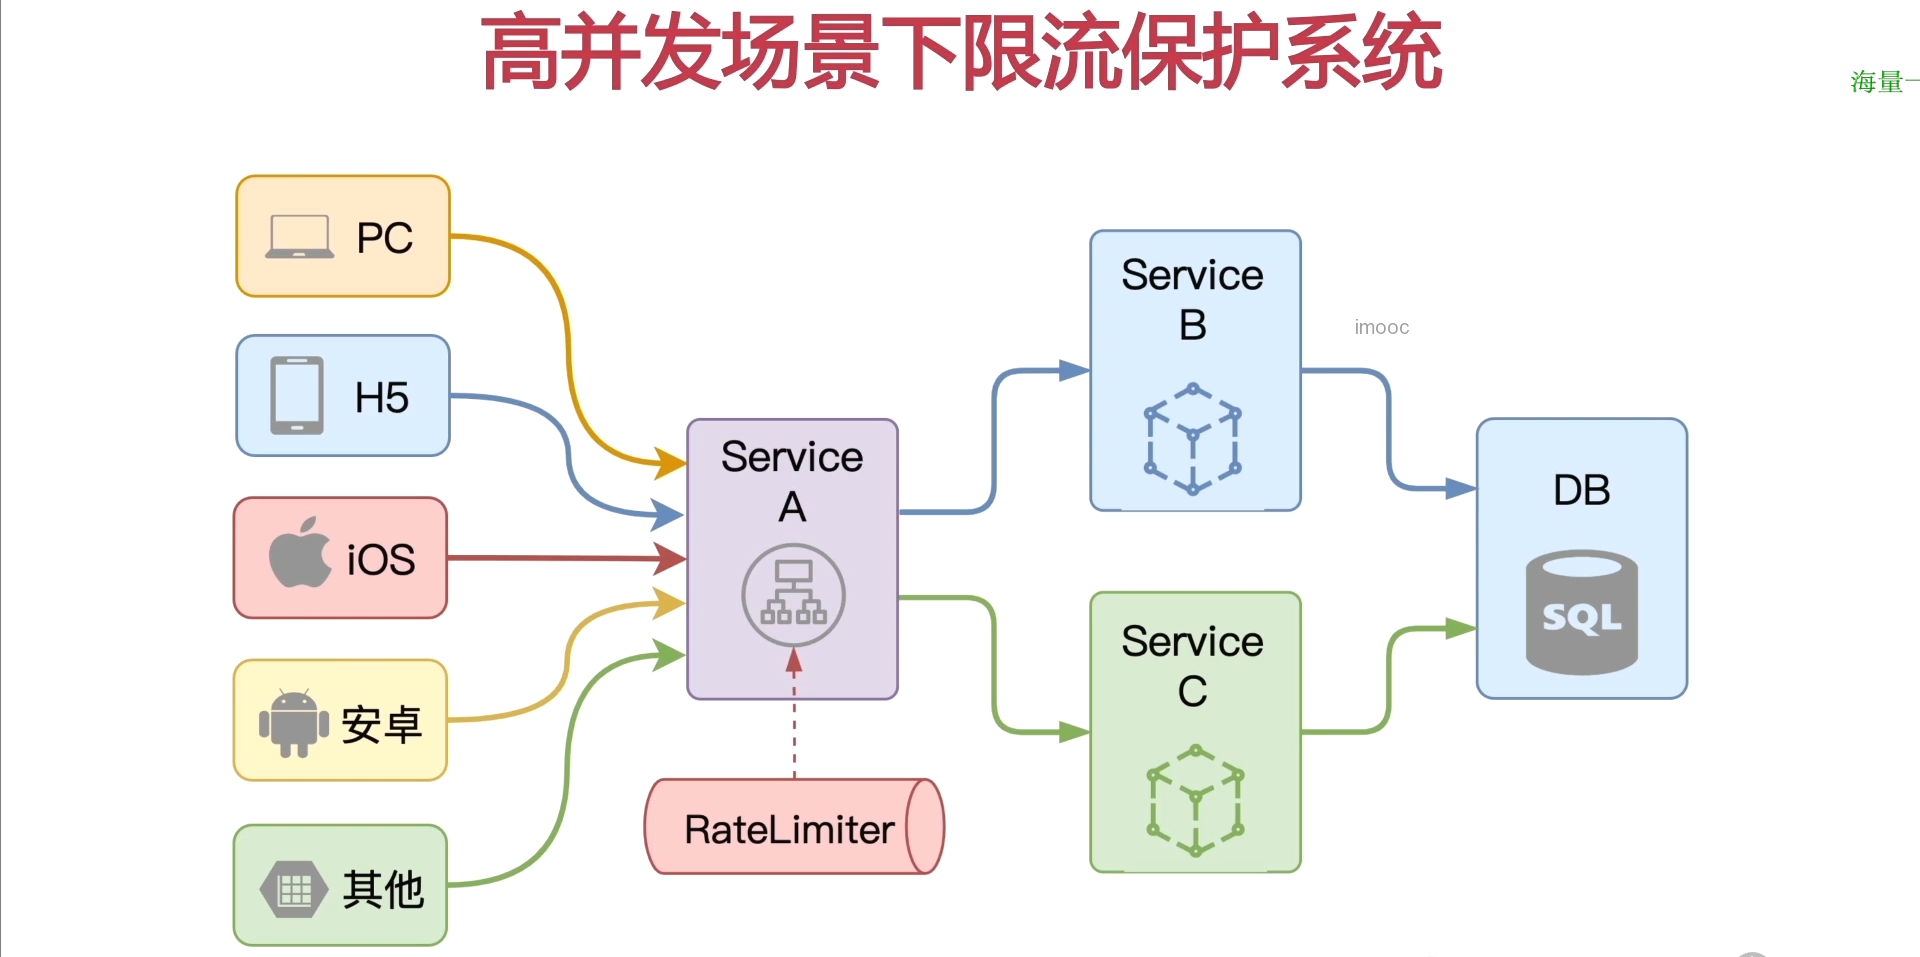 高并发场景下限流保护系统
海量一
PC
H5
iOS
安卓
其他
Service
A
RateLimiter
Service
B
imooc
Service
C
DB
SQL